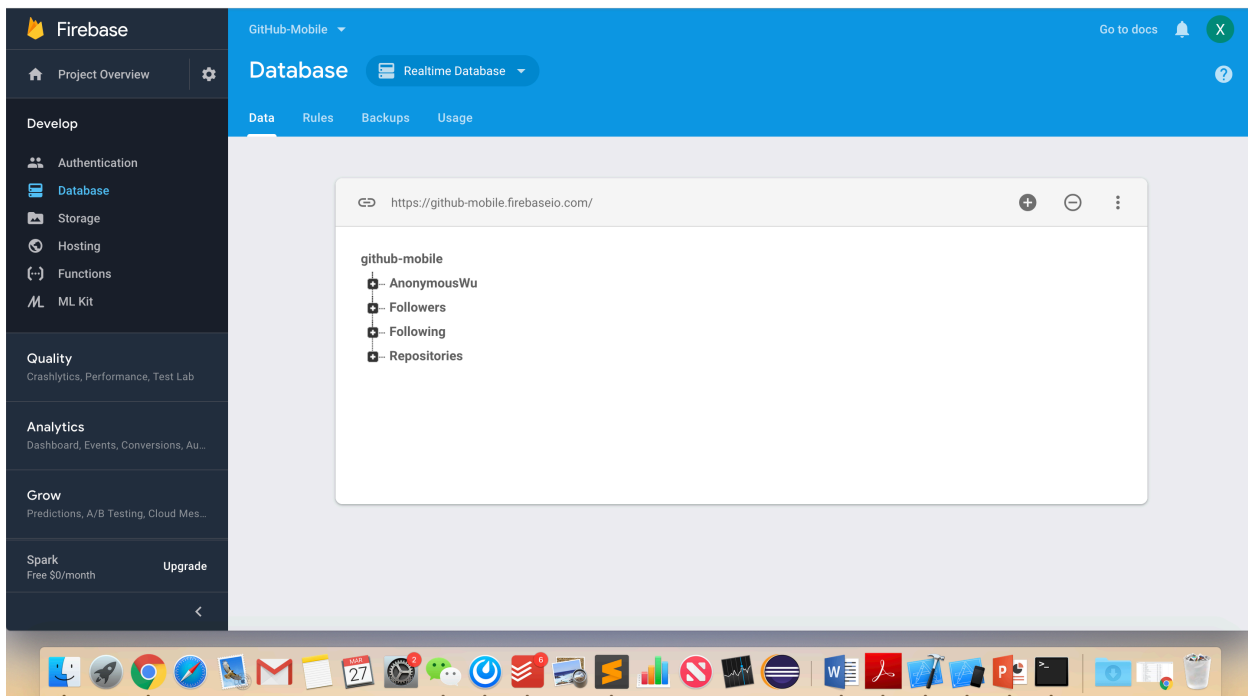 Firebase
Project Overview
Develop
Authentication
Database
Storage
Hosting
Functions
ML Kit
Quality
Crashlytics, Performance, Test Lab
Analytics
Dashboard, Events, Conversions, Au...
Grow
Predictions, A/B Testing, Cloud Mes...
Spark
Free $0/month
Upgrade
GitHub-Mobile
Go to docs
X
Database
Realtime Database
Data Rules Backups Usage
https://github-mobile.firebaseio.com/
github-mobile
AnonymousWu
Followers
Following
Repositories
MAR
27
2
6
W
P